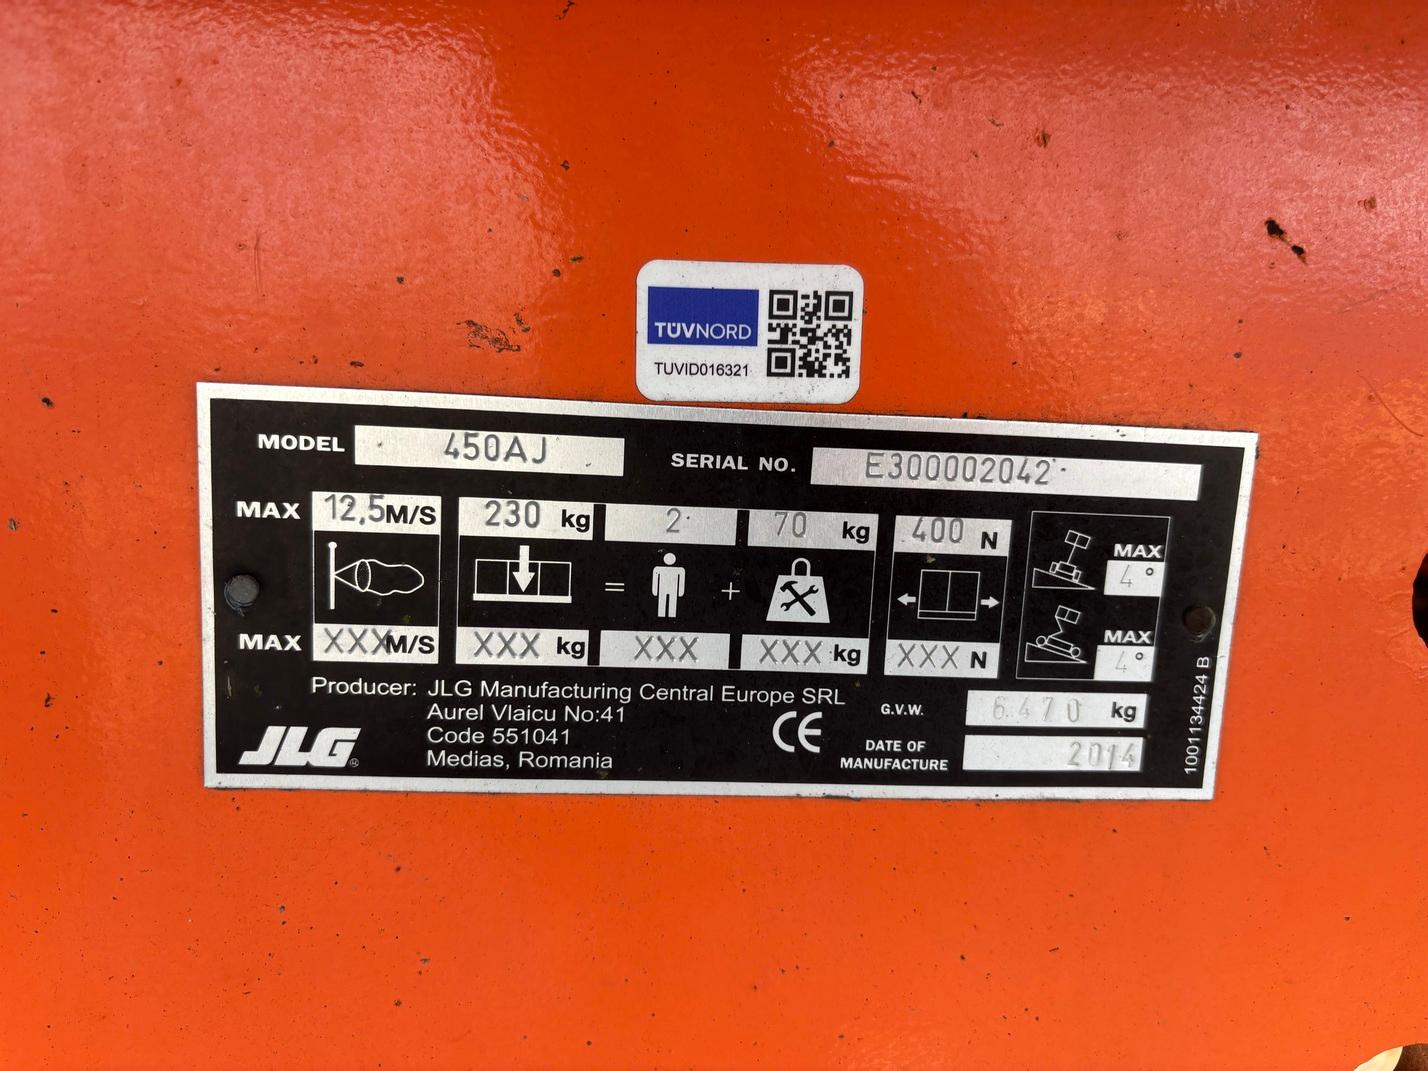 TÜVNORD
TUVID016321
MODEL 450AJ SERIAL NO. E300002042
MAX 12,5 M/S 230 kg 2 70 kg 400 N
MAX 4°
= +
MAX XXX M/S XXX kg XXX XXX kg XXX N
MAX 4°
Producer: JLG Manufacturing Central Europe SRL
Aurel Vlaicu No:41
Code 551041
Medias, Romania
JLG
CE
G.V.W. 6470 kg
DATE OF
MANUFACTURE 2014
1001134424 B